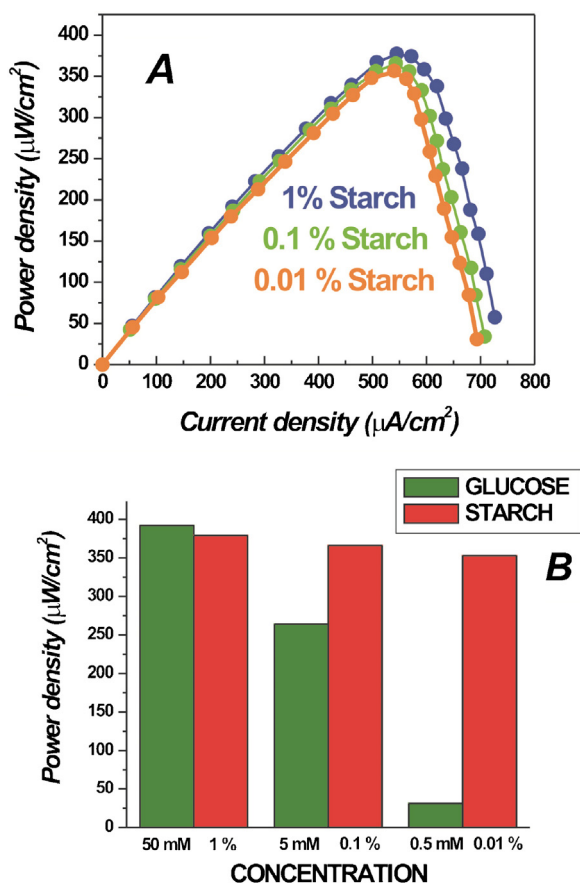 A
Power density (μW/cm²)
400
350
300
250
200
150
100
50
0
1% Starch
0.1 % Starch
0.01 % Starch
0 100 200 300 400 500 600 700 800
Current density (μA/cm²)
GLUCOSE
STARCH
B
Power density (μW/cm²)
400
350
300
250
200
150
100
50
0
50 mM 1 % 5 mM 0.1 % 0.5 mM 0.01 %
CONCENTRATION